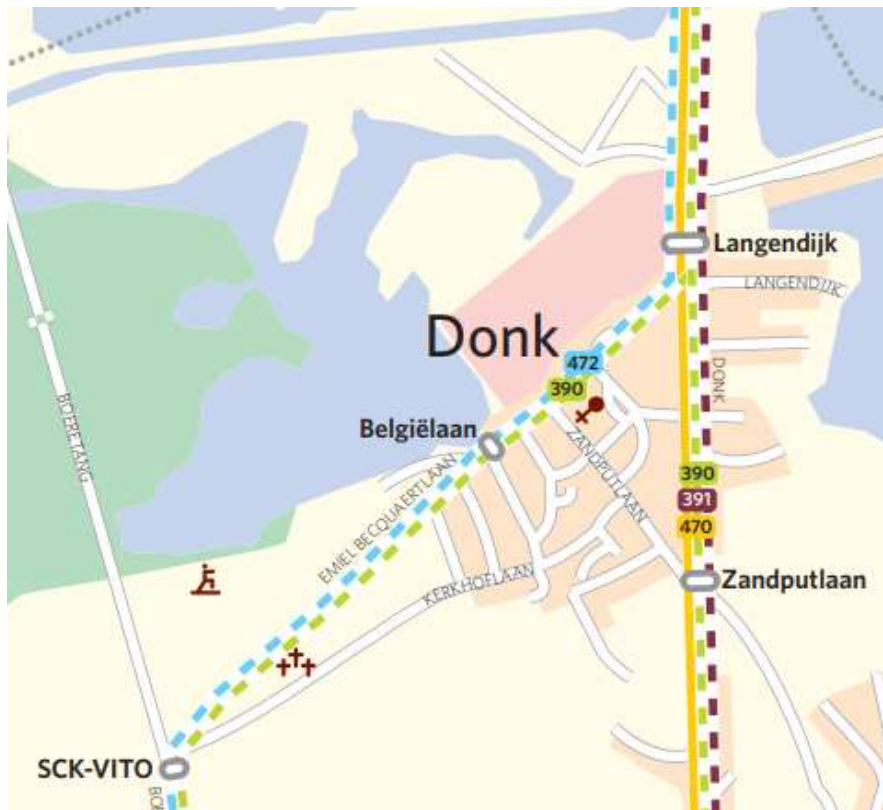 Langendijk
LANGENDIJK
Donk
472
390
DONK
Belgiëlaan
ZANDPUTLAAN
BOERETANG
EMIEL BECQUAERTLAAN
390
391
470
KERKHOFLAAN
Zandputlaan
SCK-VITO